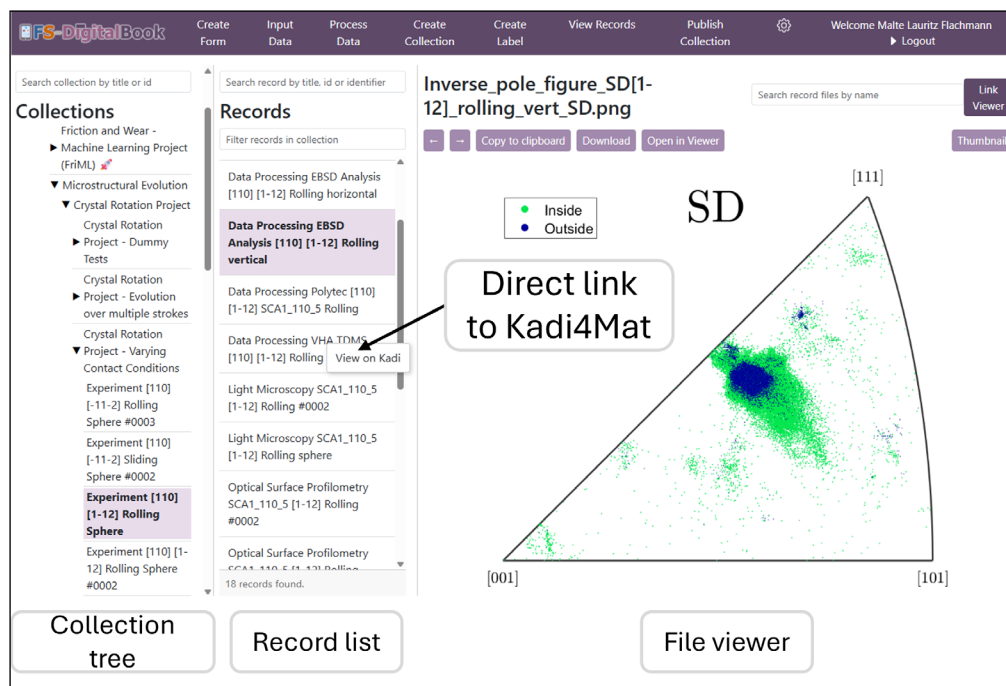 FS-DigitalBook
Create
Form
Input
Data
Process
Data
Create
Collection
Create
Label
View Records
Publish
Collection
Welcome Malte Lauritz Flachmann
▶ Logout
Search collection by title or id
Collections
Friction and Wear -
▶ Machine Learning Project
(FriML) 🚀
▼ Microstructural Evolution
▼ Crystal Rotation Project
Crystal Rotation
▶ Project - Dummy
Tests
Crystal Rotation
▶ Project - Evolution
over multiple strokes
Crystal Rotation
▼ Project - Varying
Contact Conditions
Experiment [110]
[-11-2] Rolling
Sphere #0003
Experiment [110]
[-11-2] Sliding
Sphere #0002
Experiment [110]
[1-12] Rolling
Sphere
Experiment [110] [1-
12] Rolling Sphere
#0002
Search record by title, id or identifier
Records
Filter records in collection
Data Processing EBSD Analysis
[110] [1-12] Rolling horizontal
Data Processing EBSD
Analysis [110] [1-12] Rolling
vertical
Data Processing Polytec [110]
[1-12] SCA1_110_5 Rolling
Data Processing VHA TDMS
[110] [1-12] Rolling
View on Kadi
Light Microscopy SCA1_110_5
[1-12] Rolling #0002
Light Microscopy SCA1_110_5
[1-12] Rolling sphere
Optical Surface Profilometry
SCA1_110_5 [1-12] Rolling
#0002
Optical Surface Profilometry
SCA1_110_5 [1-12] Rolling
18 records found.
Inverse_pole_figure_SD[1-
12]_rolling_vert_SD.png
Search record files by name
Link
Viewer
← → Copy to clipboard Download Open in Viewer
Thumbnail
Inside
Outside
SD
[111]
[001]
[101]
Direct link
to Kadi4Mat
Collection
tree
Record list
File viewer